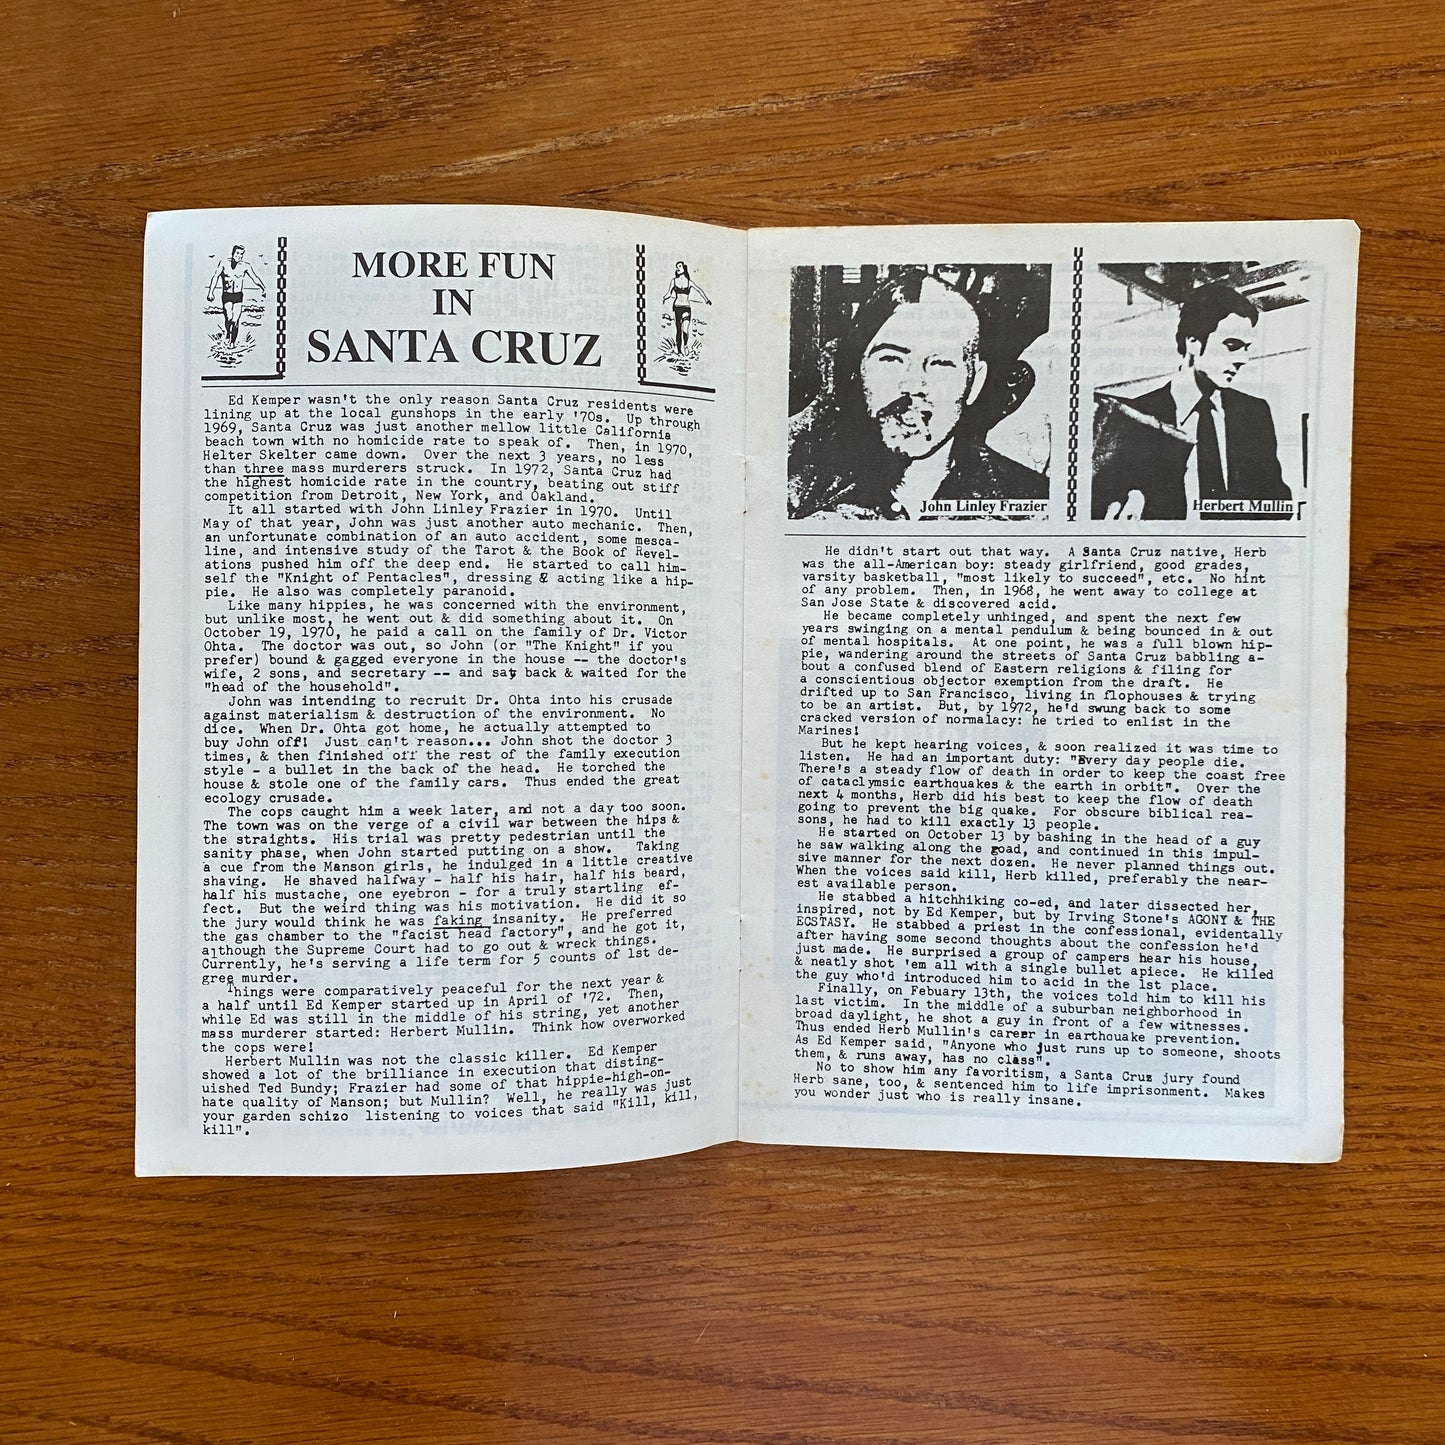 MORE FUN
IN
SANTA CRUZ
Ed Kemper wasn't the only reason Santa Cruz residents were
lining up at the local gunshops in the early '70s. Up through
1969, Santa Cruz was just another mellow little California
beach town with no homicide rate to speak of. Then, in 1970,
Helter Skelter came down. Over the next 3 years, no less
than three mass murderers struck. In 1972, Santa Cruz had
the highest homicide rate in the country, beating out stiff
competition from Detroit, New York, and Oakland.
It all started with John Linley Frazier in 1970. Until
May of that year, John was just another auto mechanic. Then,
an unfortunate combination of an auto accident, some mesca-
line, and intensive study of the Tarot & the Book of Revel-
ations pushed him off the deep end. He started to call him-
self the "Knight of Pentacles", dressing & acting like a hip-
pie. He also was completely paranoid.
Like many hippies, he was concerned with the environment,
but unlike most, he went out & did something about it. On
October 19, 1970, he paid a call on the family of Dr. Victor
Ohta. The doctor was out, so John (or "The Knight" if you
prefer) bound & gagged everyone in the house -- the doctor's
wife, 2 sons, and secretary -- and sat back & waited for the
"head of the household".
John was intending to recruit Dr. Ohta into his crusade
against materialism & destruction of the environment. No
dice. When Dr. Ohta got home, he actually attempted to
buy John off! Just can't reason... John shot the doctor 3
times, & then finished off the rest of the family execution
style - a bullet in the back of the head. He torched the
house & stole one of the family cars. Thus ended the great
ecology crusade.
The cops caught him a week later, and not a day too soon.
The town was on the verge of a civil war between the hips &
the straights. His trial was pretty pedestrian until the
sanity phase, when John started putting on a show. Taking
a cue from the Manson girls, he indulged in a little creative
shaving. He shaved halfway - half his hair, half his beard,
half his mustache, one eyebron - for a truly startling ef-
fect. But the weird thing was his motivation. He did it so
the jury would think he was faking insanity. He preferred
the gas chamber to the "facist head factory", and he got it,
although the Supreme Court had to go out & wreck things.
Currently, he's serving a life term for 5 counts of 1st de-
gree murder.
Things were comparatively peaceful for the next year &
a half until Ed Kemper started up in April of '72. Then,
while Ed was still in the middle of his string, yet another
mass murderer started: Herbert Mullin. Think how overworked
the cops were!
Herbert Mullin was not the classic killer. Ed Kemper
showed a lot of the brilliance in execution that disting-
uished Ted Bundy; Frazier had some of that hippie-high-on-
hate quality of Manson; but Mullin? Well, he really was just
your garden schizo listening to voices that said "Kill, kill,
kill".
John Linley Frazier
Herbert Mullin
He didn't start out that way. A Santa Cruz native, Herb
was the all-American boy: steady girlfriend, good grades,
varsity basketball, "most likely to succeed", etc. No hint
of any problem. Then, in 1968, he went away to college at
San Jose State & discovered acid.
He became completely unhinged, and spent the next few
years swinging on a mental pendulum & being bounced in & out
of mental hospitals. At one point, he was a full blown hip-
pie, wandering around the streets of Santa Cruz babbling a-
bout a confused blend of Eastern religions & filing for
a conscientious objector exemption from the draft. He
drifted up to San Francisco, living in flophouses & trying
to be an artist. But, by 1972, he'd swung back to some
cracked version of normalacy: he tried to enlist in the
Marines!
But he kept hearing voices, & soon realized it was time to
listen. He had an important duty: "Every day people die.
There's a steady flow of death in order to keep the coast free
of cataclymsic earthquakes & the earth in orbit". Over the
next 4 months, Herb did his best to keep the flow of death
going to prevent the big quake. For obscure biblical rea-
sons, he had to kill exactly 13 people.
He started on October 13 by bashing in the head of a guy
he saw walking along the road, and continued in this impul-
sive manner for the next dozen. He never planned things out.
When the voices said kill, Herb killed, preferably the near-
est available person.
He stabbed a hitchhiking co-ed, and later dissected her,
inspired, not by Ed Kemper, but by Irving Stone's AGONY & THE
ECSTASY. He stabbed a priest in the confessional, evidentally
after having some second thoughts about the confession he'd
just made. He surprised a group of campers hear his house,
& neatly shot 'em all with a single bullet apiece. He killed
the guy who'd introduced him to acid in the 1st place.
Finally, on Febuary 13th, the voices told him to kill his
last victim. In the middle of a suburban neighborhood in
broad daylight, he shot a guy in front of a few witnesses.
Thus ended Herb Mullin's career in earthouake prevention.
As Ed Kemper said, "Anyone who just runs up to someone, shoots
them, & runs away, has no class".
No to show him any favoritism, a Santa Cruz jury found
Herb sane, too, & sentenced him to life imprisonment. Makes
you wonder just who is really insane.